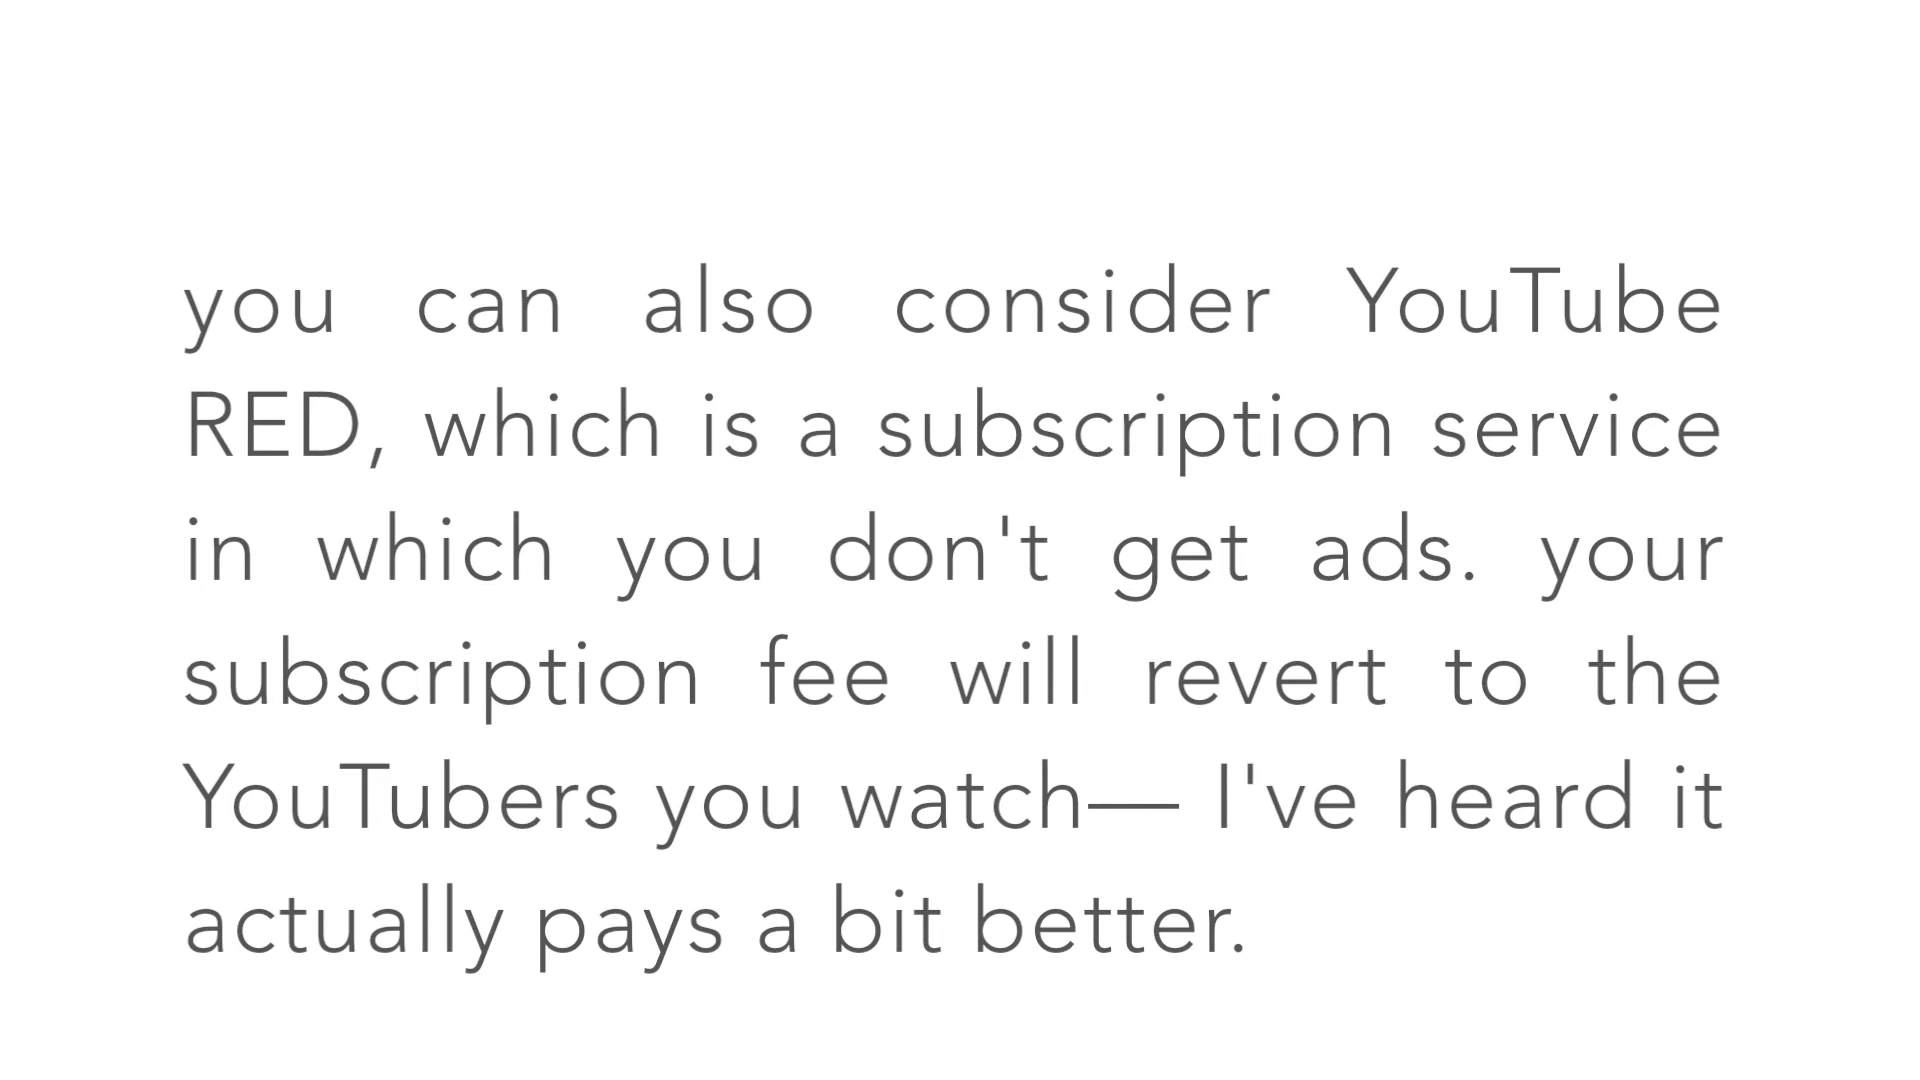 you can also consider YouTube
RED, which is a subscription service
in which you don't get ads. your
subscription fee will revert to the
YouTubers you watch— I've heard it
actually pays a bit better.